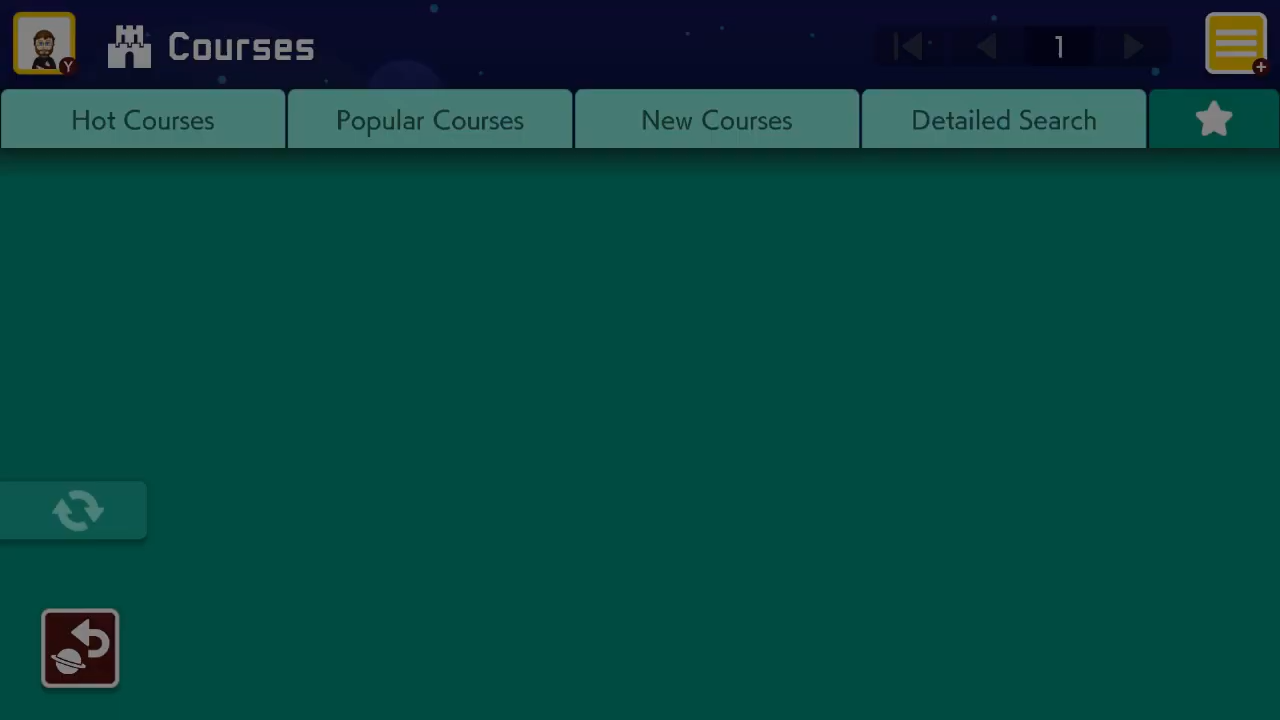 Courses
1
Hot Courses
Popular Courses
New Courses
Detailed Search
Y
+